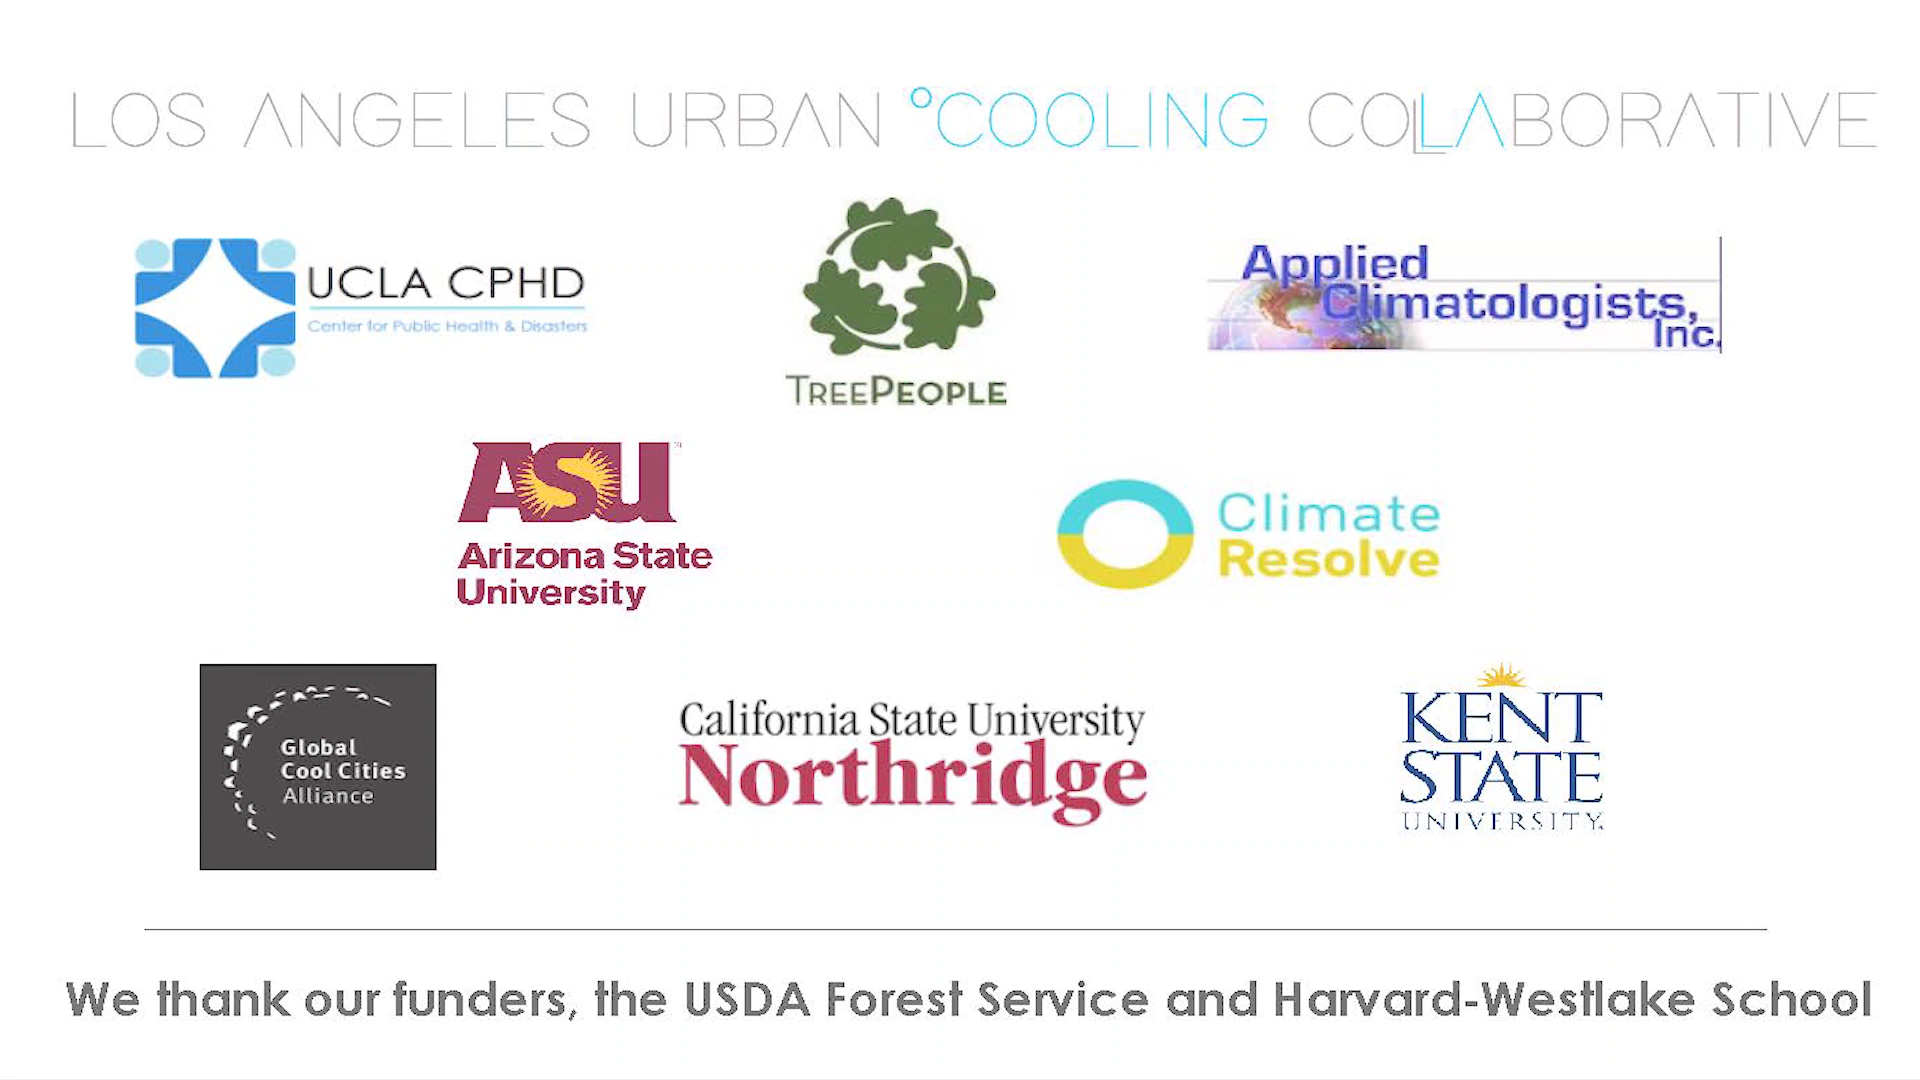 LOS ANGELES URBAN °COOLING COLLABORATIVE
UCLA CPHD
Center for Public Health & Disasters
TREEPEOPLE
Applied
Climatologists,
Inc.
ASU
Arizona State
University
Climate
Resolve
Global
Cool Cities
Alliance
California State University
Northridge
KENT
STATE
UNIVERSITY
We thank our funders, the USDA Forest Service and Harvard-Westlake School